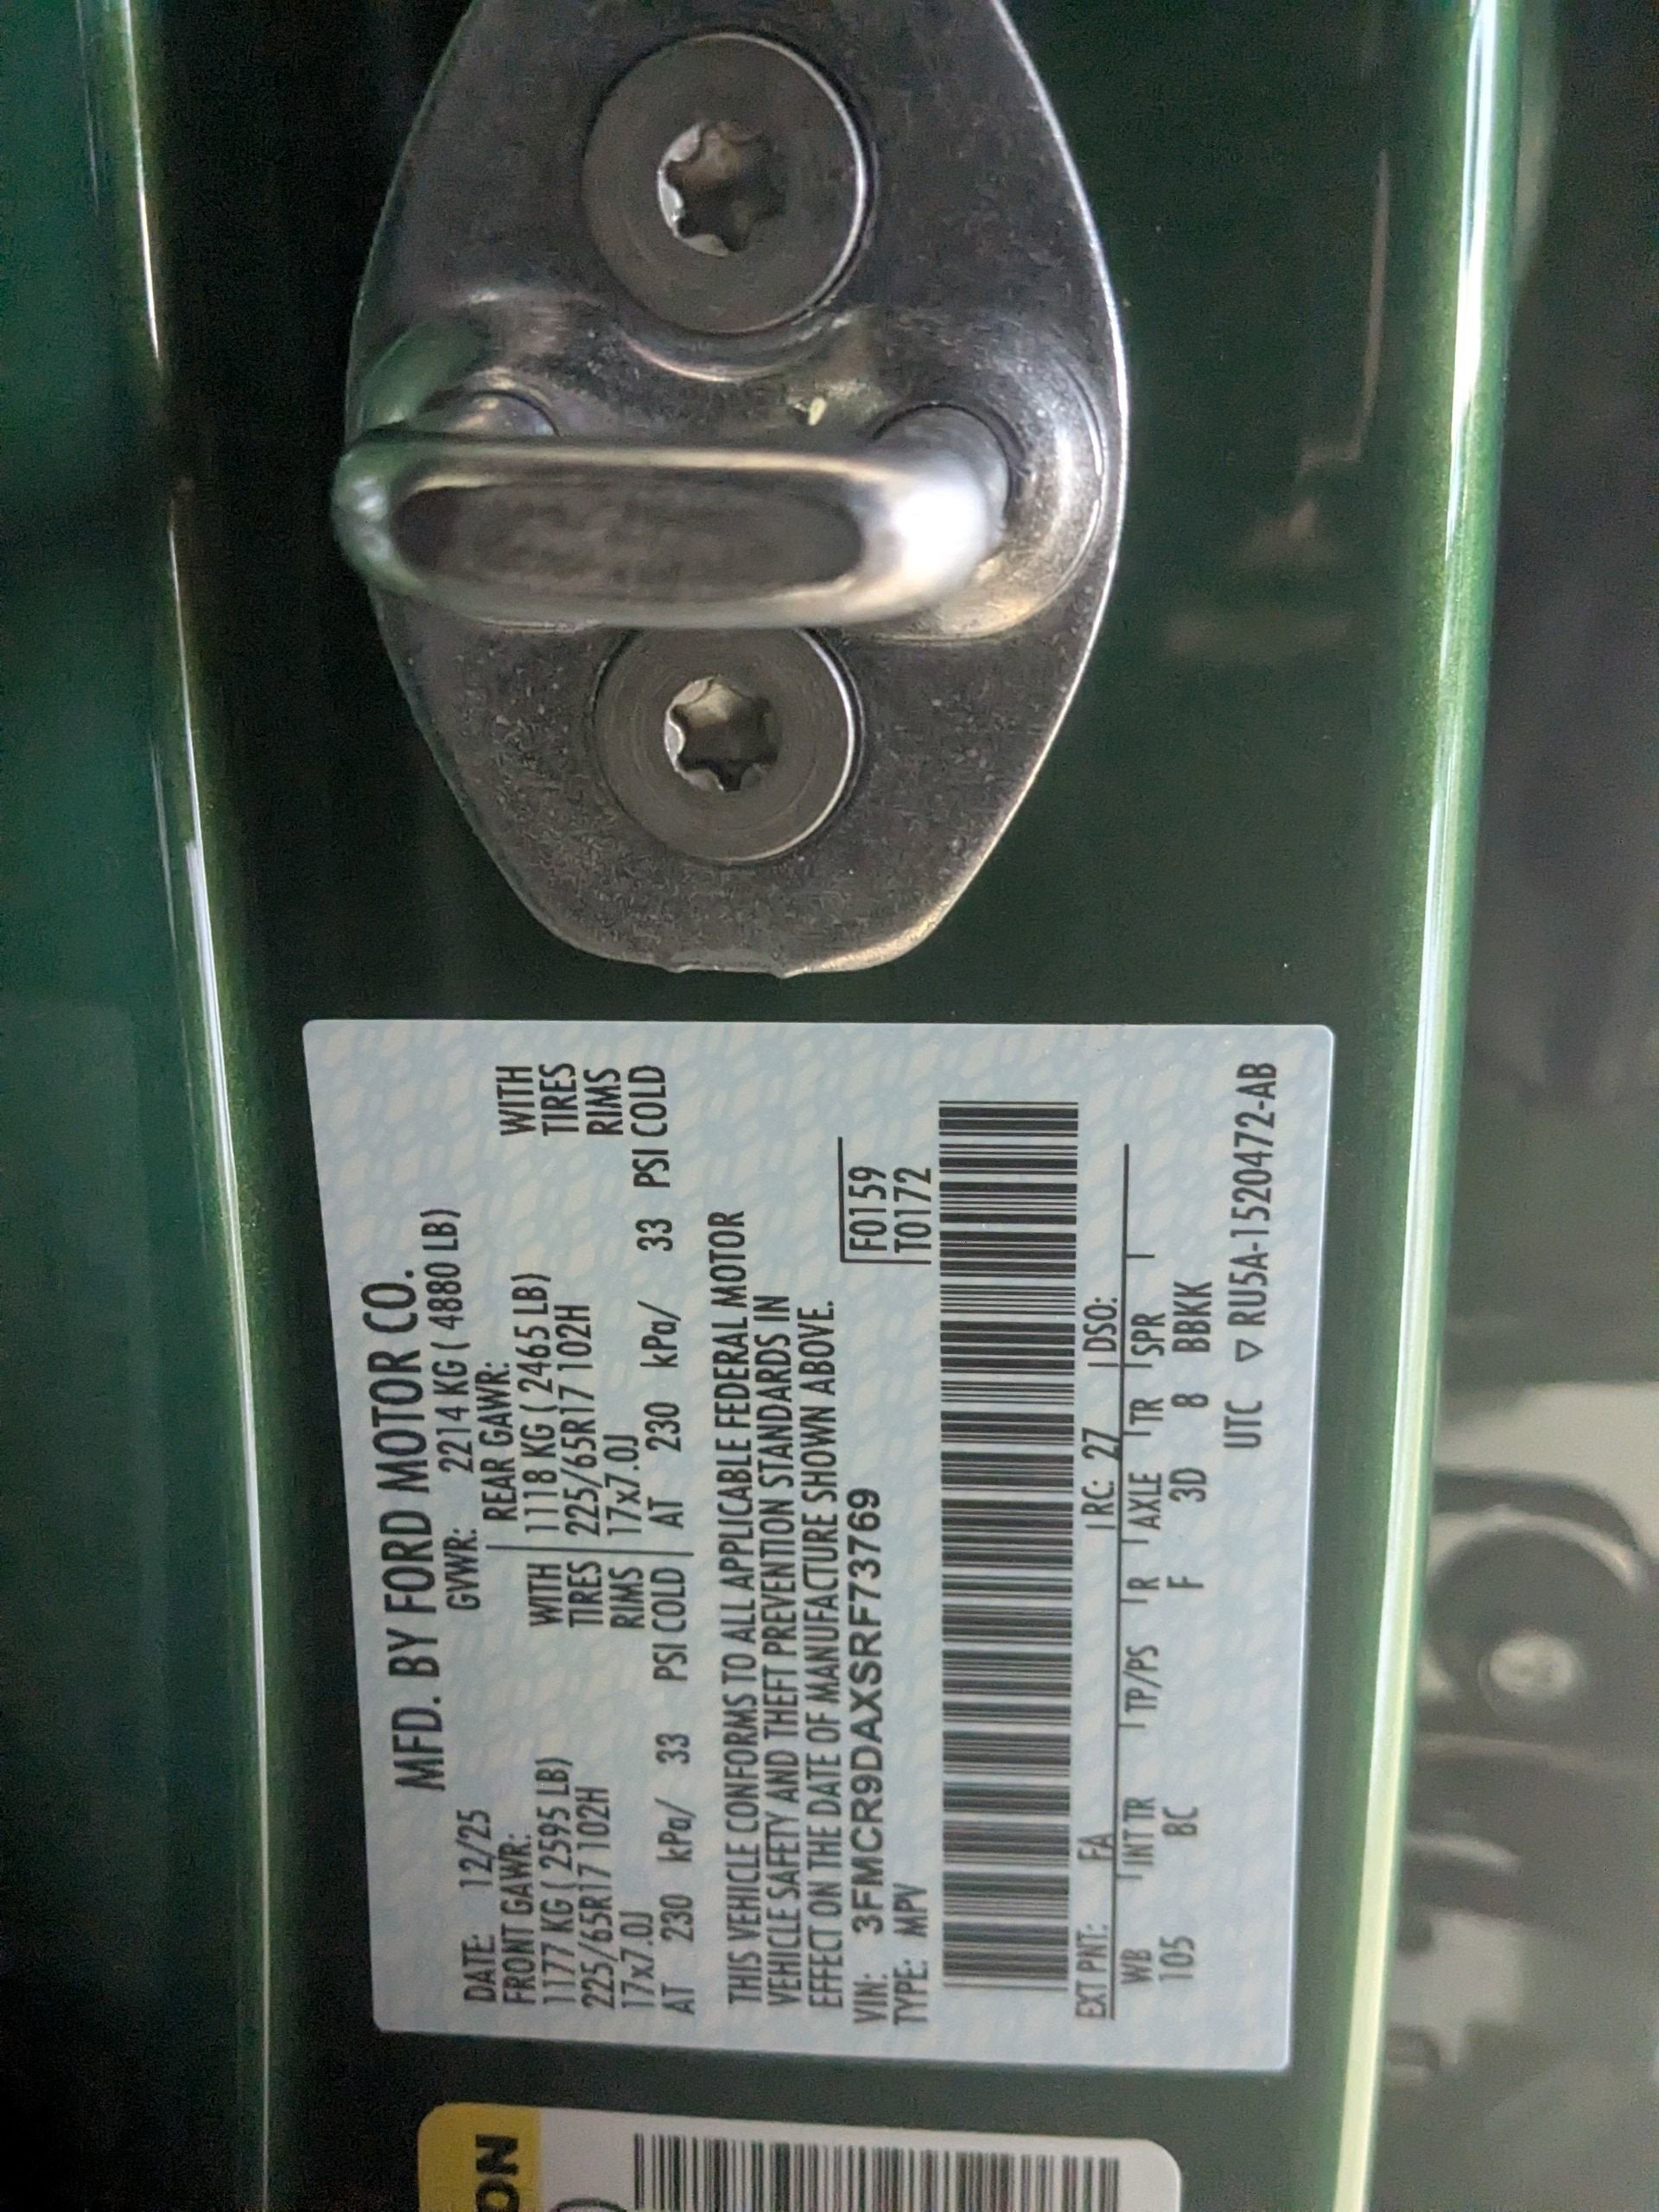 MFD. BY FORD MOTOR CO.
DATE: 12/25 GVWR: 2214 KG ( 4880 LB)
FRONT GAWR: REAR GAWR:
1177 KG ( 2595 LB) WITH 1118 KG ( 2465 LB) WITH
225/65R17 102H TIRES 225/65R17 102H TIRES
17x7.0J RIMS 17x7.0J RIMS
AT 230 kPa/ 33 PSI COLD AT 230 kPa/ 33 PSI COLD
THIS VEHICLE CONFORMS TO ALL APPLICABLE FEDERAL MOTOR
VEHICLE SAFETY AND THEFT PREVENTION STANDARDS IN
EFFECT ON THE DATE OF MANUFACTURE SHOWN ABOVE.
VIN: 3FMCR9DAXSRF73769 F0159
TYPE: MPV T0172
EXT PNT: FA RC: 27 DSO:
WB INT TR TP/PS R AXLE TR SPR
105 8C F 3D 8 BBKK
UTC ▽ RU5A-1520472-AB
ON